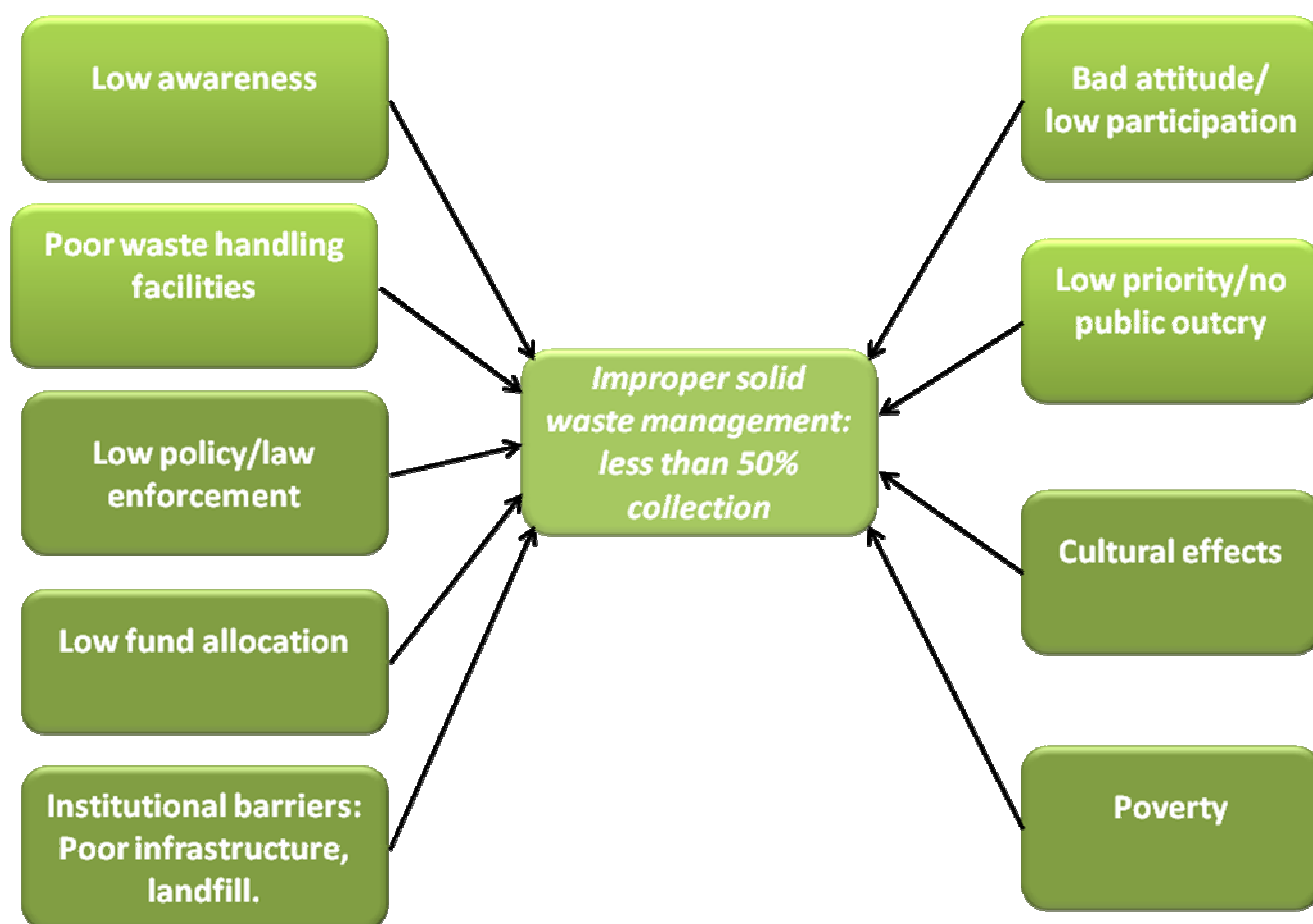 Low awareness
Poor waste handling
facilities
Low policy/law
enforcement
Low fund allocation
Institutional barriers:
Poor infrastructure,
landfill.
Improper solid
waste management:
less than 50%
collection
Bad attitude/
low participation
Low priority/no
public outcry
Cultural effects
Poverty